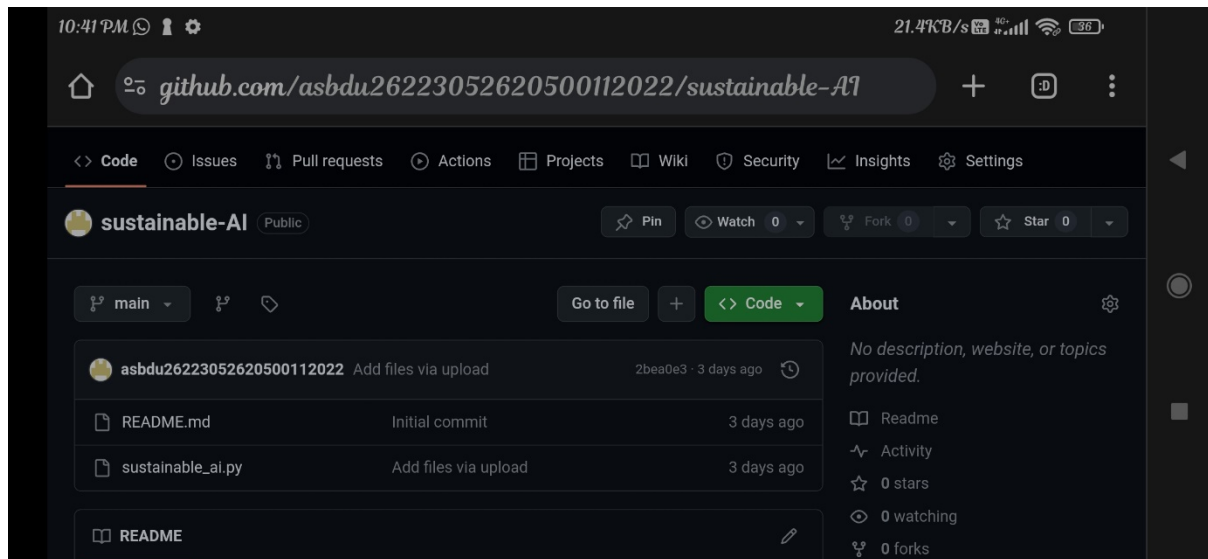 10:41 PM 21.4KB/s Vo LTE 4G+ 36
github.com/asbdu26223052620500112022/sustainable-AI :D
Code Issues Pull requests Actions Projects Wiki Security Insights Settings
sustainable-AI Public Pin Watch 0 Fork 0 Star 0
main Go to file Code About
No description, website, or topics
provided.
asbdu26223052620500112022 Add files via upload 2bea0e3 · 3 days ago
README.md Initial commit 3 days ago
Readme
sustainable_ai.py Add files via upload 3 days ago
Activity
0 stars
0 watching
README
0 forks